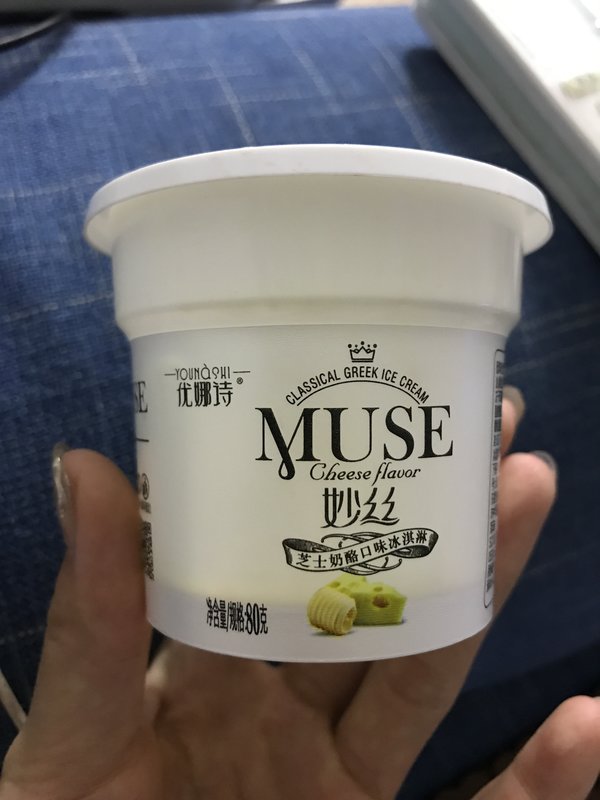 YOUNASHI
优娜诗®
CLASSICAL GREEK ICE CREAM
MUSE
Cheese flavor
妙丝
芝士奶酪口味冰淇淋
净含量/规格:80克
SE